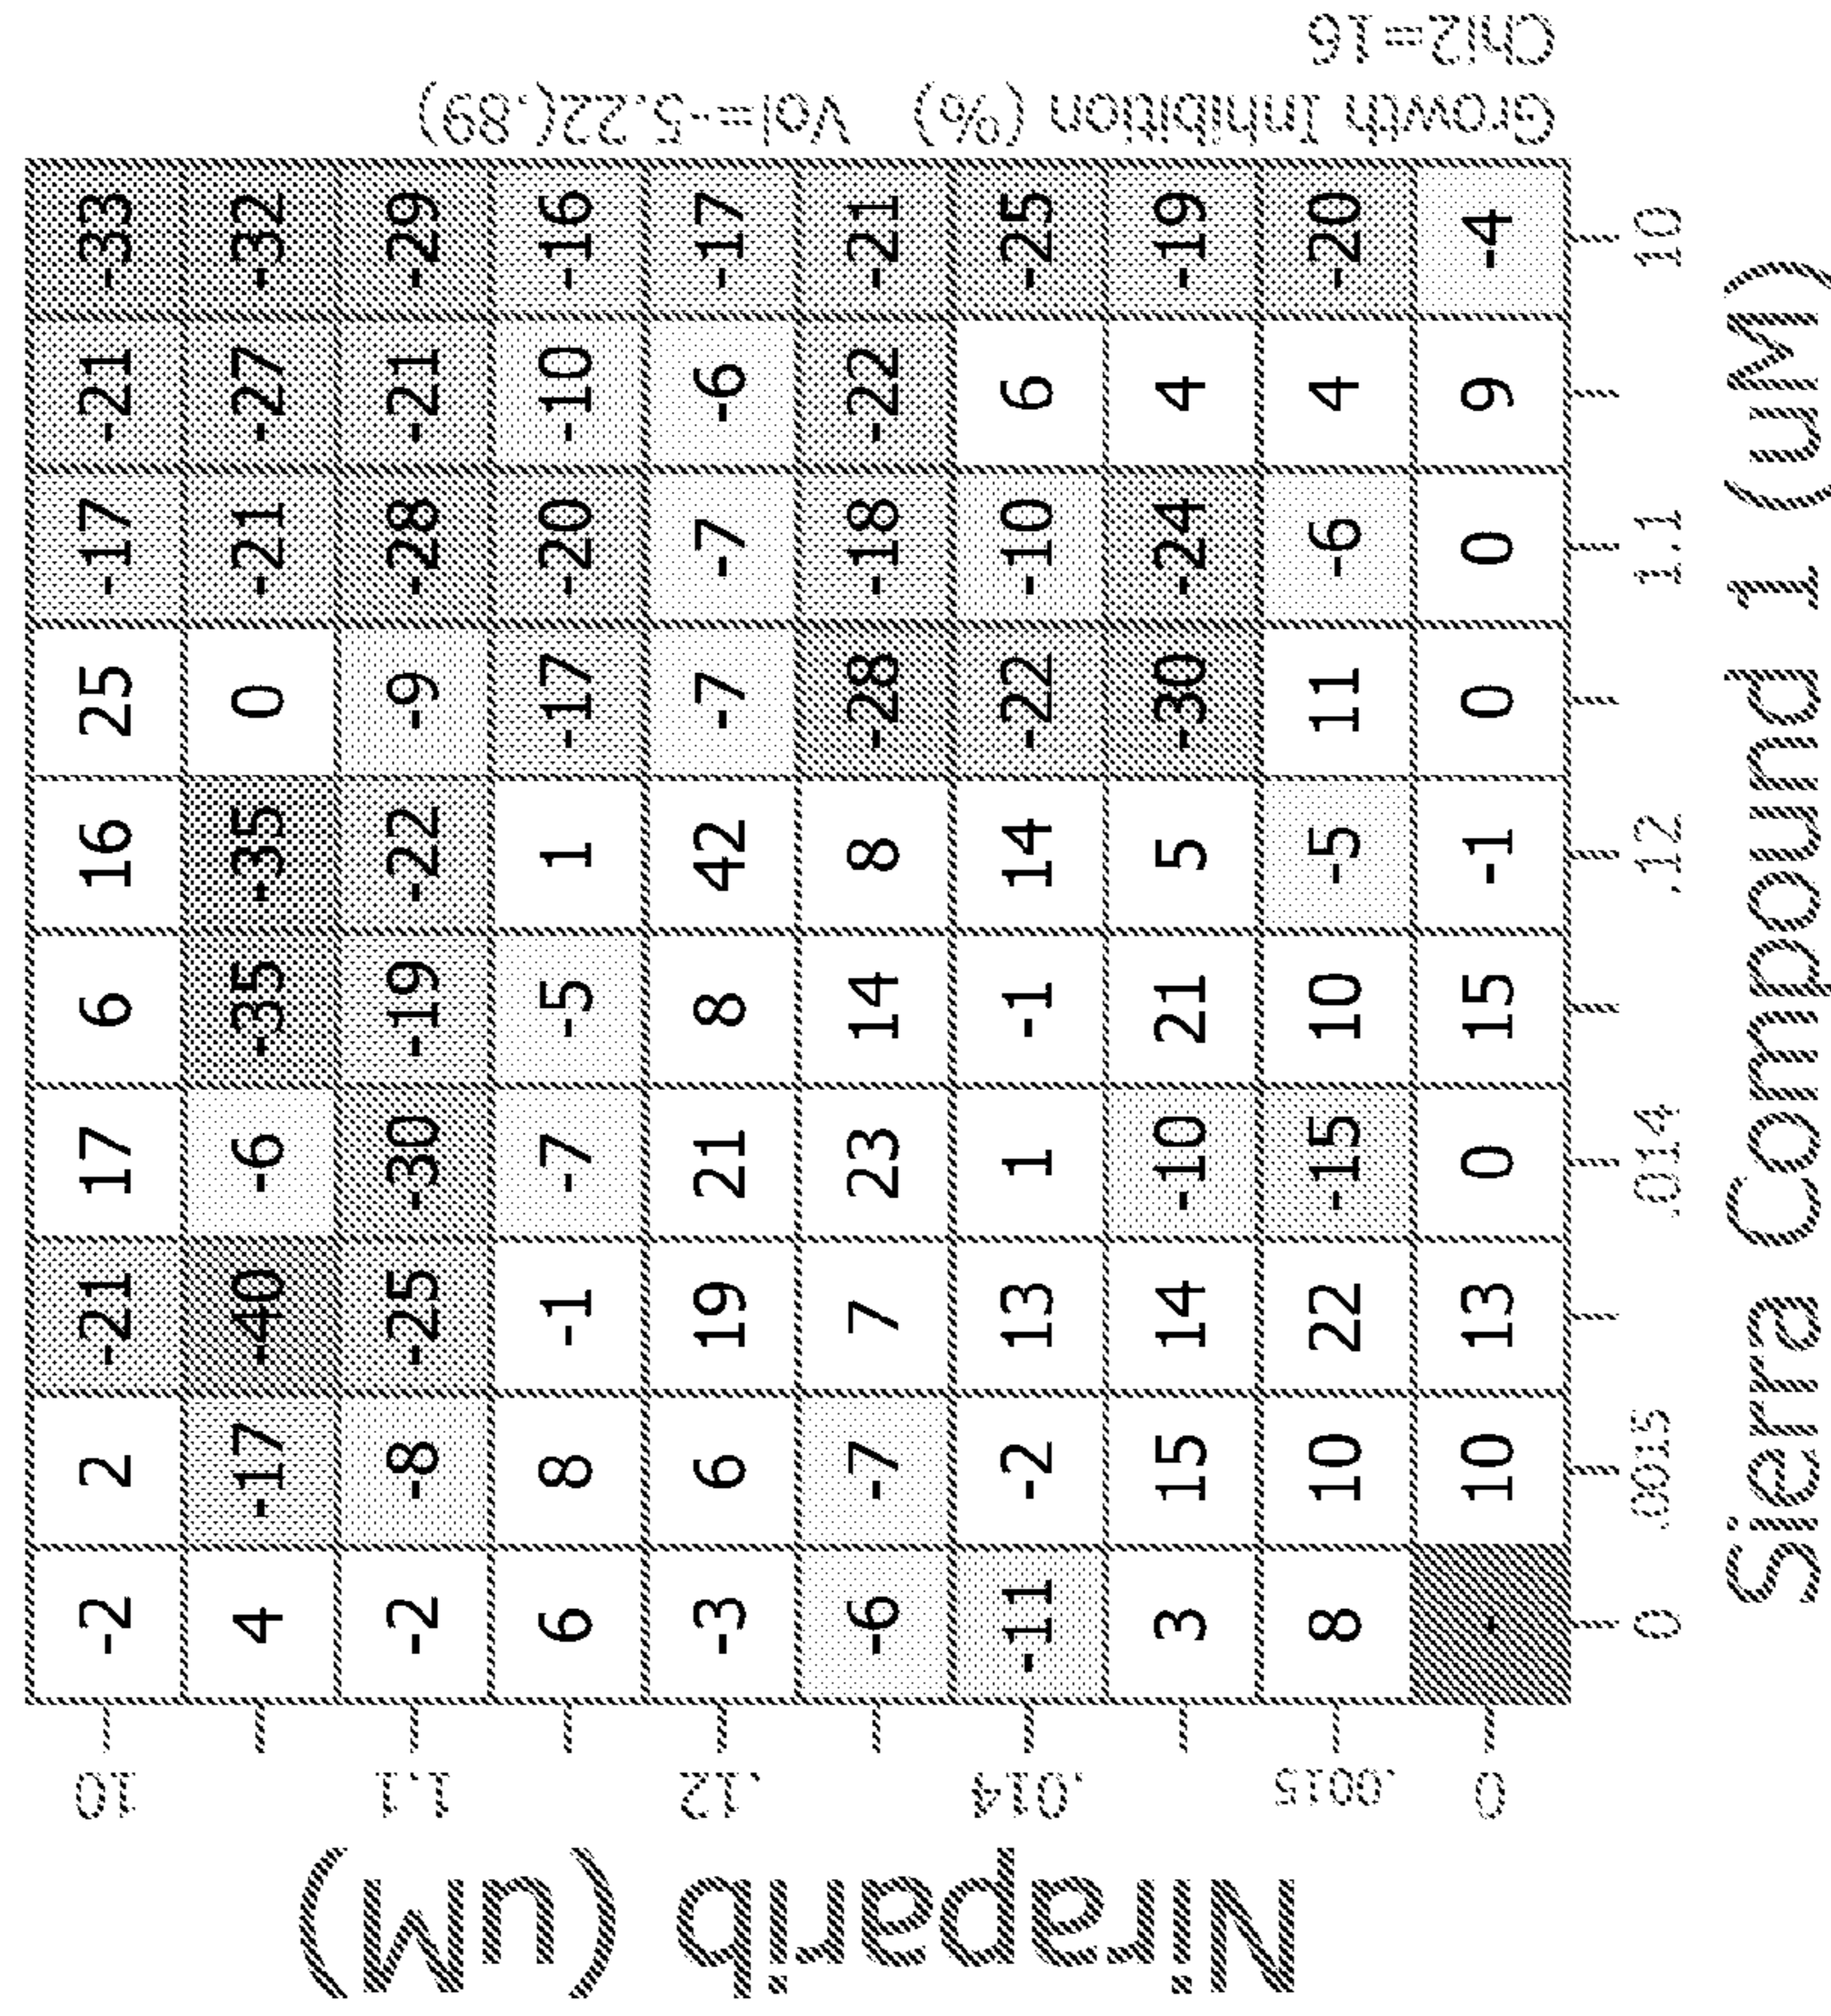 Niraparib (uM)
10 -2 2 -21 17 6 16 25 -17 -21 -33
4 -17 -40 -6 -35 -35 0 -21 -27 -32
1.1 -2 -8 -25 -30 -19 -22 -9 -28 -21 -29
6 8 -1 -7 -5 1 -17 -20 -10 -16
.12 -3 6 19 21 8 42 -7 -7 -6 -17
-6 -7 7 23 14 8 -28 -18 -22 -21
.014 -11 -2 13 1 -1 14 -22 -10 6 -25
3 15 14 -10 21 5 -30 -24 4 -19
.0015 8 10 22 -15 10 -5 11 -6 4 -20
0 - 10 13 0 15 -1 0 0 9 -4
0 .0015 .014 .12 1.1 10
Sierra Compound 1 (uM)
Growth Inhibition (%) Vol=-5.22(.89)
Chi2=16